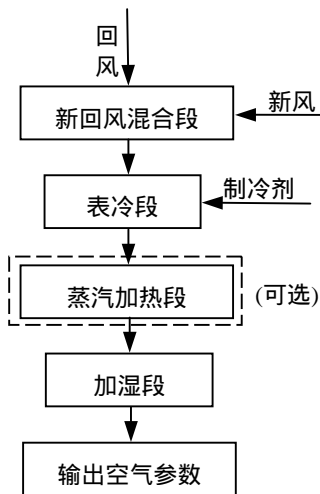 回
风
新风
新回风混合段
制冷剂
表冷段
蒸汽加热段
(可选)
加湿段
输出空气参数